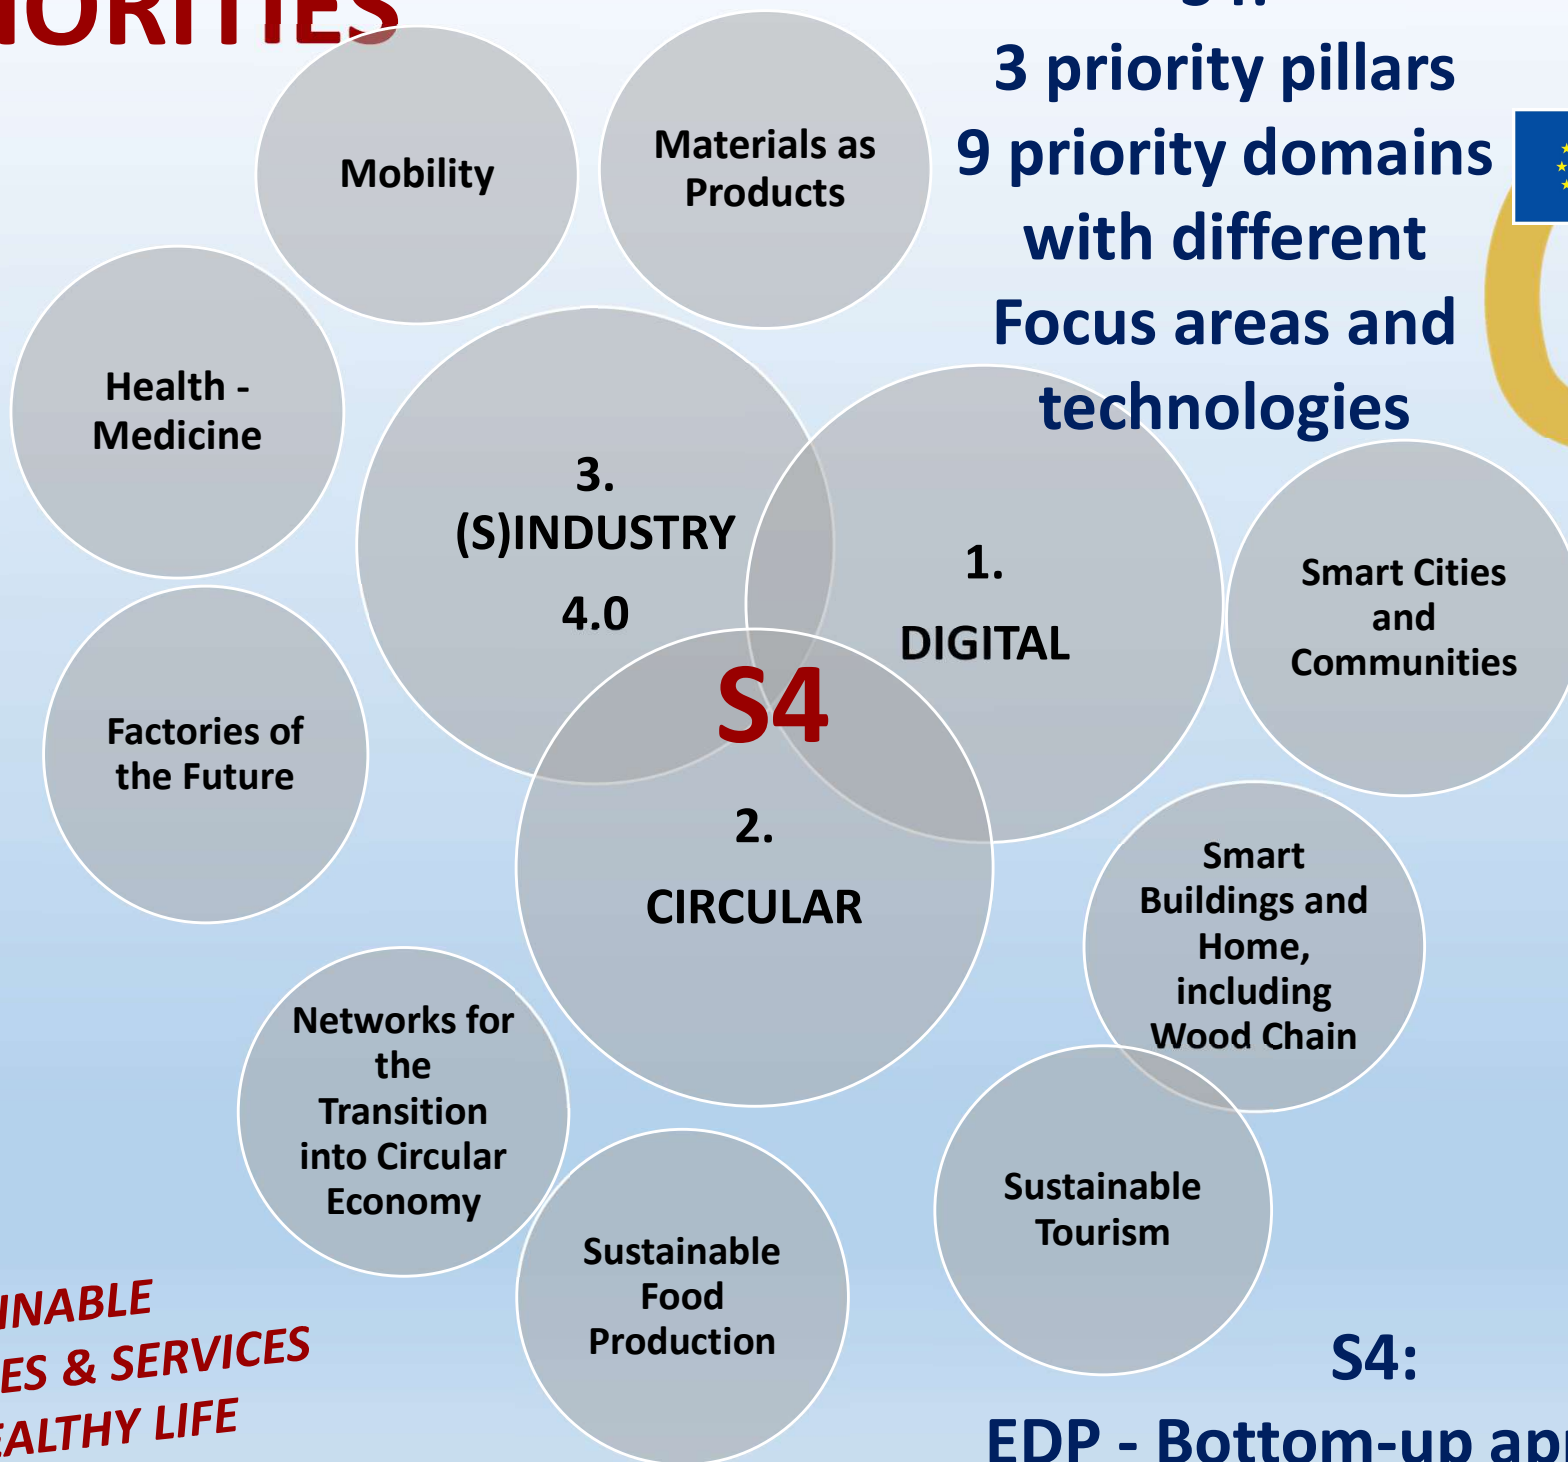 3 priority pillars
9 priority domains
with different
Focus areas and
technologies
Mobility
Materials as
Products
Health -
Medicine
3.
(S)INDUSTRY
4.0
1.
DIGITAL
Smart Cities
and
Communities
S4
Factories of
the Future
2.
CIRCULAR
Smart
Buildings and
Home,
including
Wood Chain
Networks for
the
Transition
into Circular
Economy
Sustainable
Tourism
Sustainable
Food
Production
& SERVICES
LIFE
S4:
EDP - Bottom-up